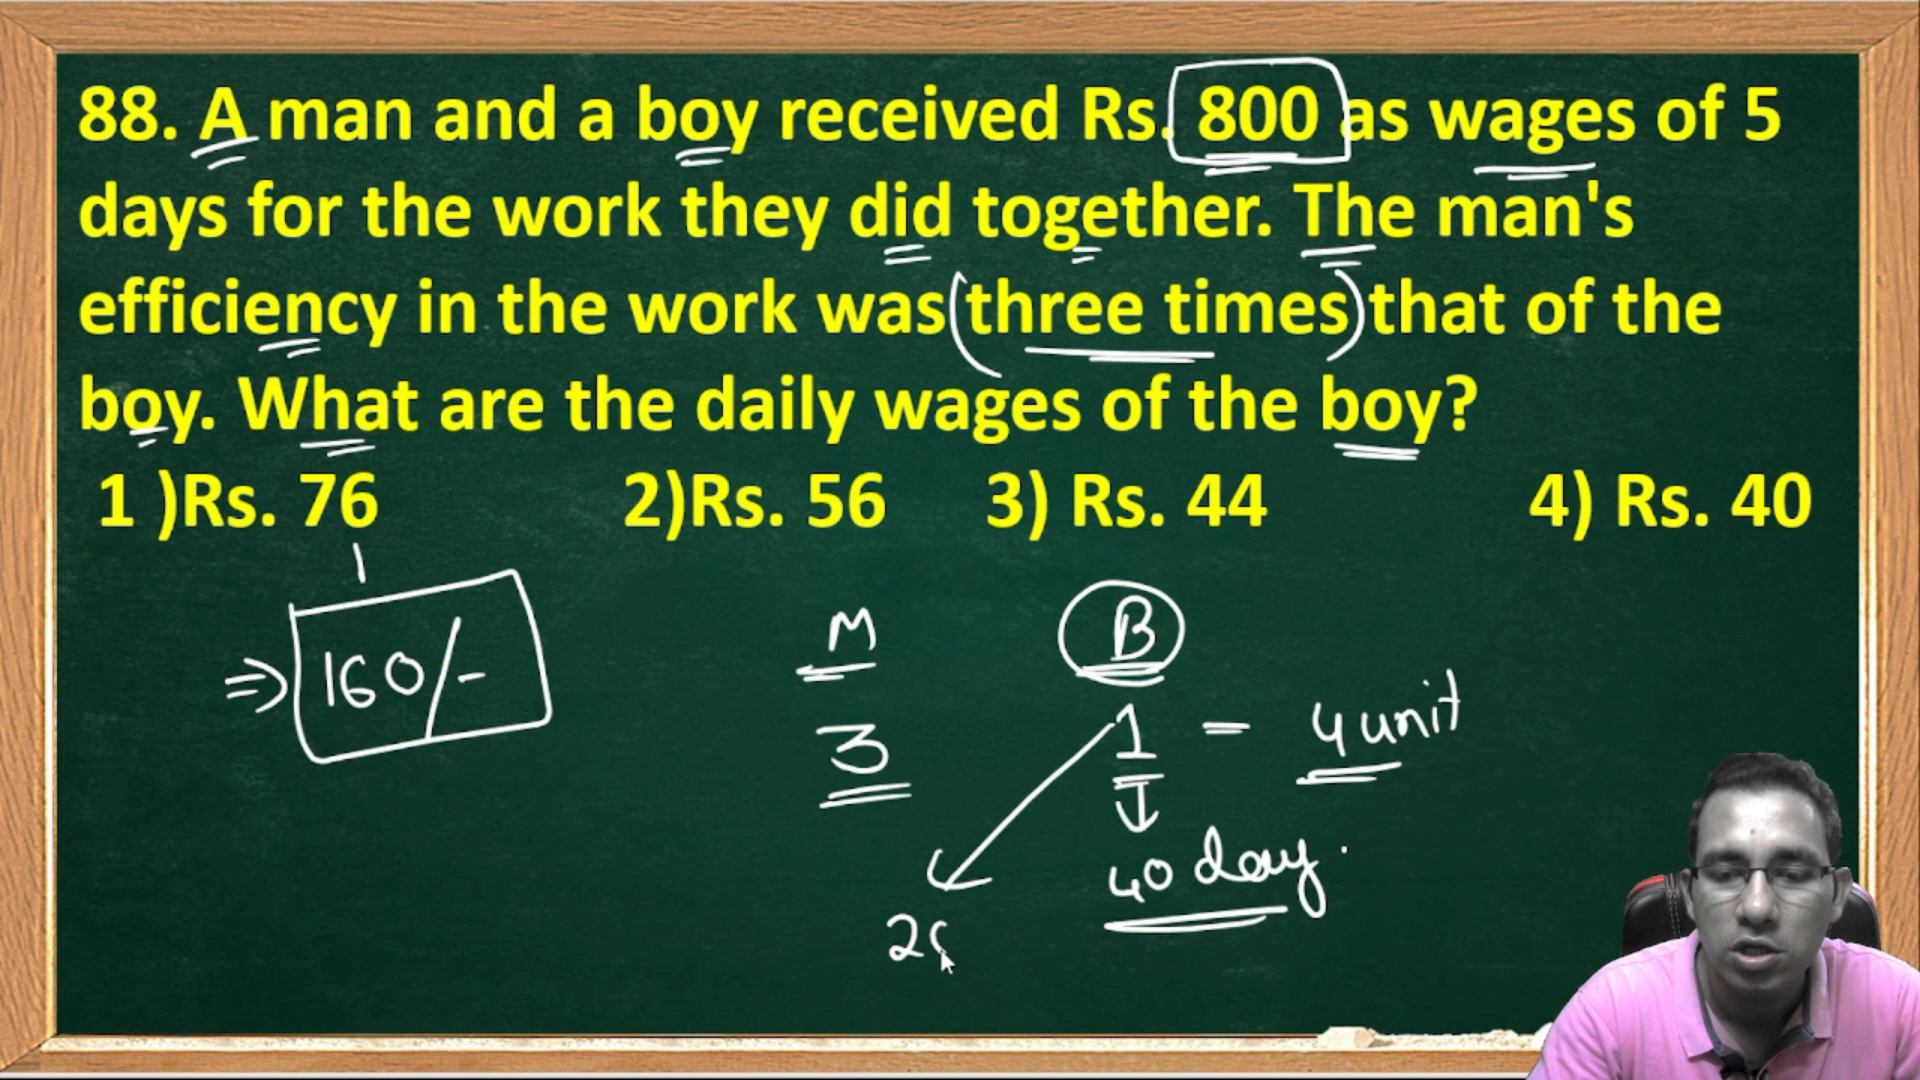 88. A man and a boy received Rs. 800 as wages of 5
days for the work they did together. The man's
efficiency in the work was (three times) that of the
boy. What are the daily wages of the boy?
1 )Rs. 76 2)Rs. 56 3) Rs. 44 4) Rs. 40
⇒ 160/-
M B
3 1 = 4 unit
40 day.
20